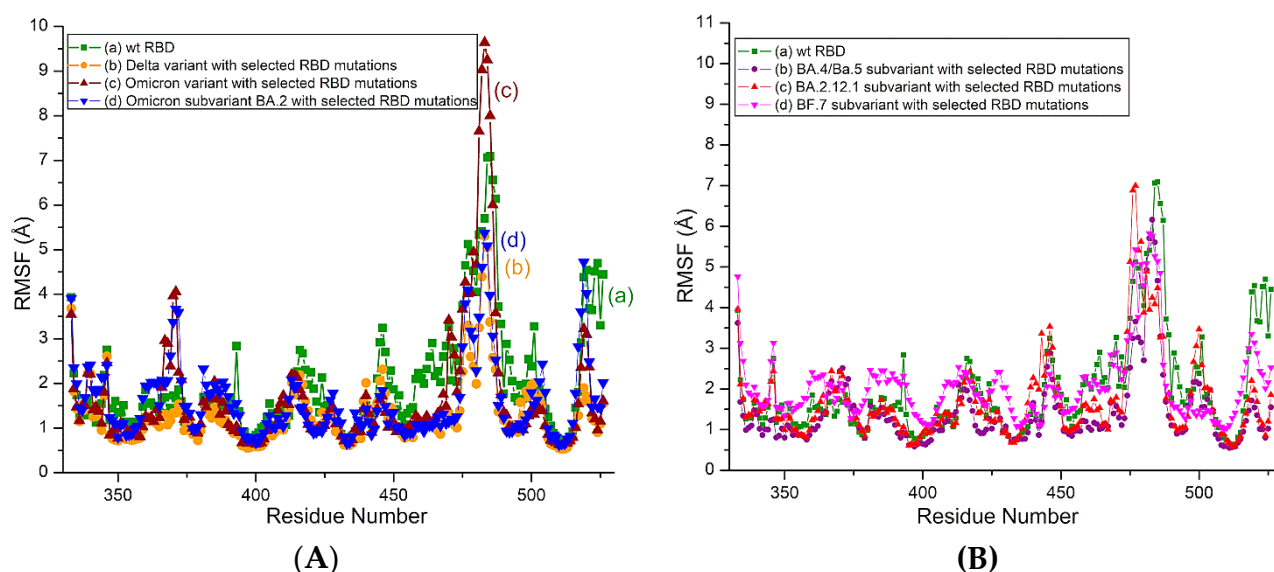 10
9
8
7
6
5
4
3
2
1
0
RMSF (Å)
(a) wt RBD
(b) Delta variant with selected RBD mutations
(c) Omicron variant with selected RBD mutations
(d) Omicron subvariant BA.2 with selected RBD mutations
(c)
(d)
(b)
(a)
350
400
450
500
Residue Number
(A)
11
10
9
8
7
6
5
4
3
2
1
0
RMSF (Å)
(a) wt RBD
(b) BA.4/Ba.5 subvariant with selected RBD mutations
(c) BA.2.12.1 subvariant with selected RBD mutations
(d) BF.7 subvariant with selected RBD mutations
350
400
450
500
Residue Number
(B)